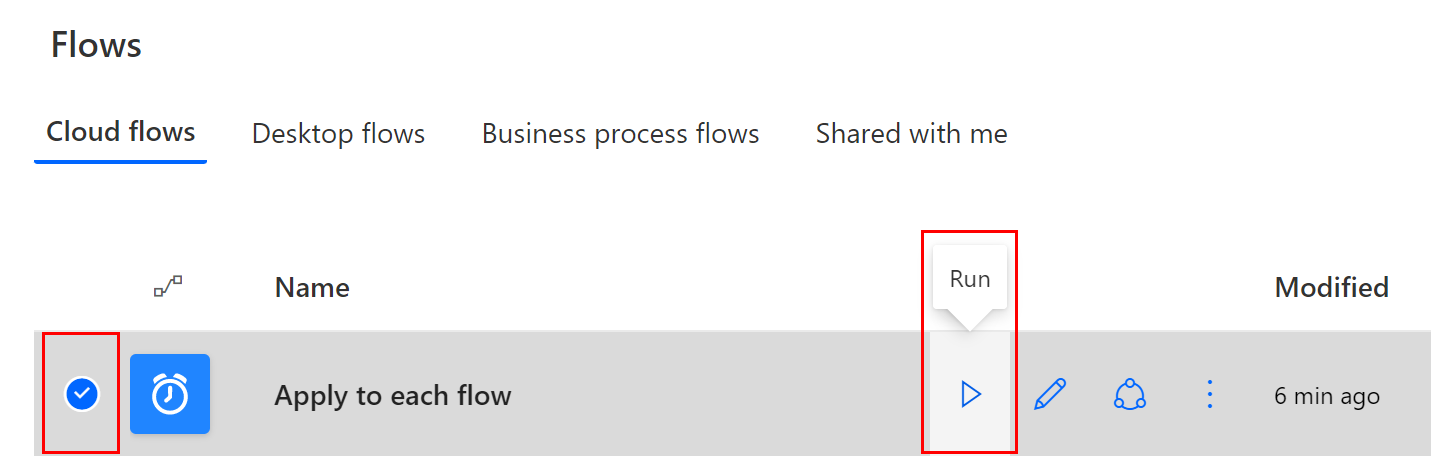 Flows
Cloud flows Desktop flows Business process flows Shared with me
Run
Name Modified
Apply to each flow 6 min ago